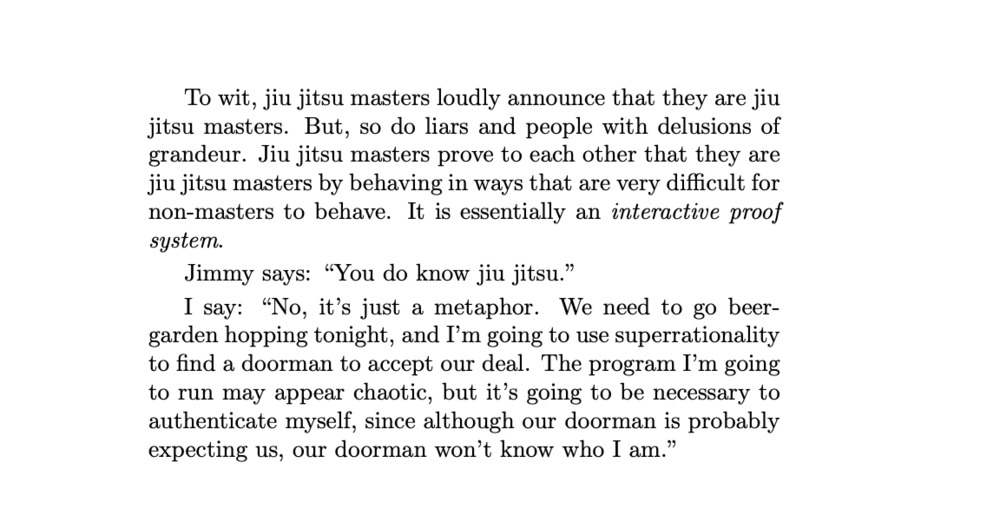 To wit, jiu jitsu masters loudly announce that they are jiu
jitsu masters. But, so do liars and people with delusions of
grandeur. Jiu jitsu masters prove to each other that they are
jiu jitsu masters by behaving in ways that are very difficult for
non-masters to behave. It is essentially an interactive proof
system.
Jimmy says: “You do know jiu jitsu.”
I say: “No, it’s just a metaphor. We need to go beer-
garden hopping tonight, and I’m going to use superrationality
to find a doorman to accept our deal. The program I’m going
to run may appear chaotic, but it’s going to be necessary to
authenticate myself, since although our doorman is probably
expecting us, our doorman won’t know who I am.”